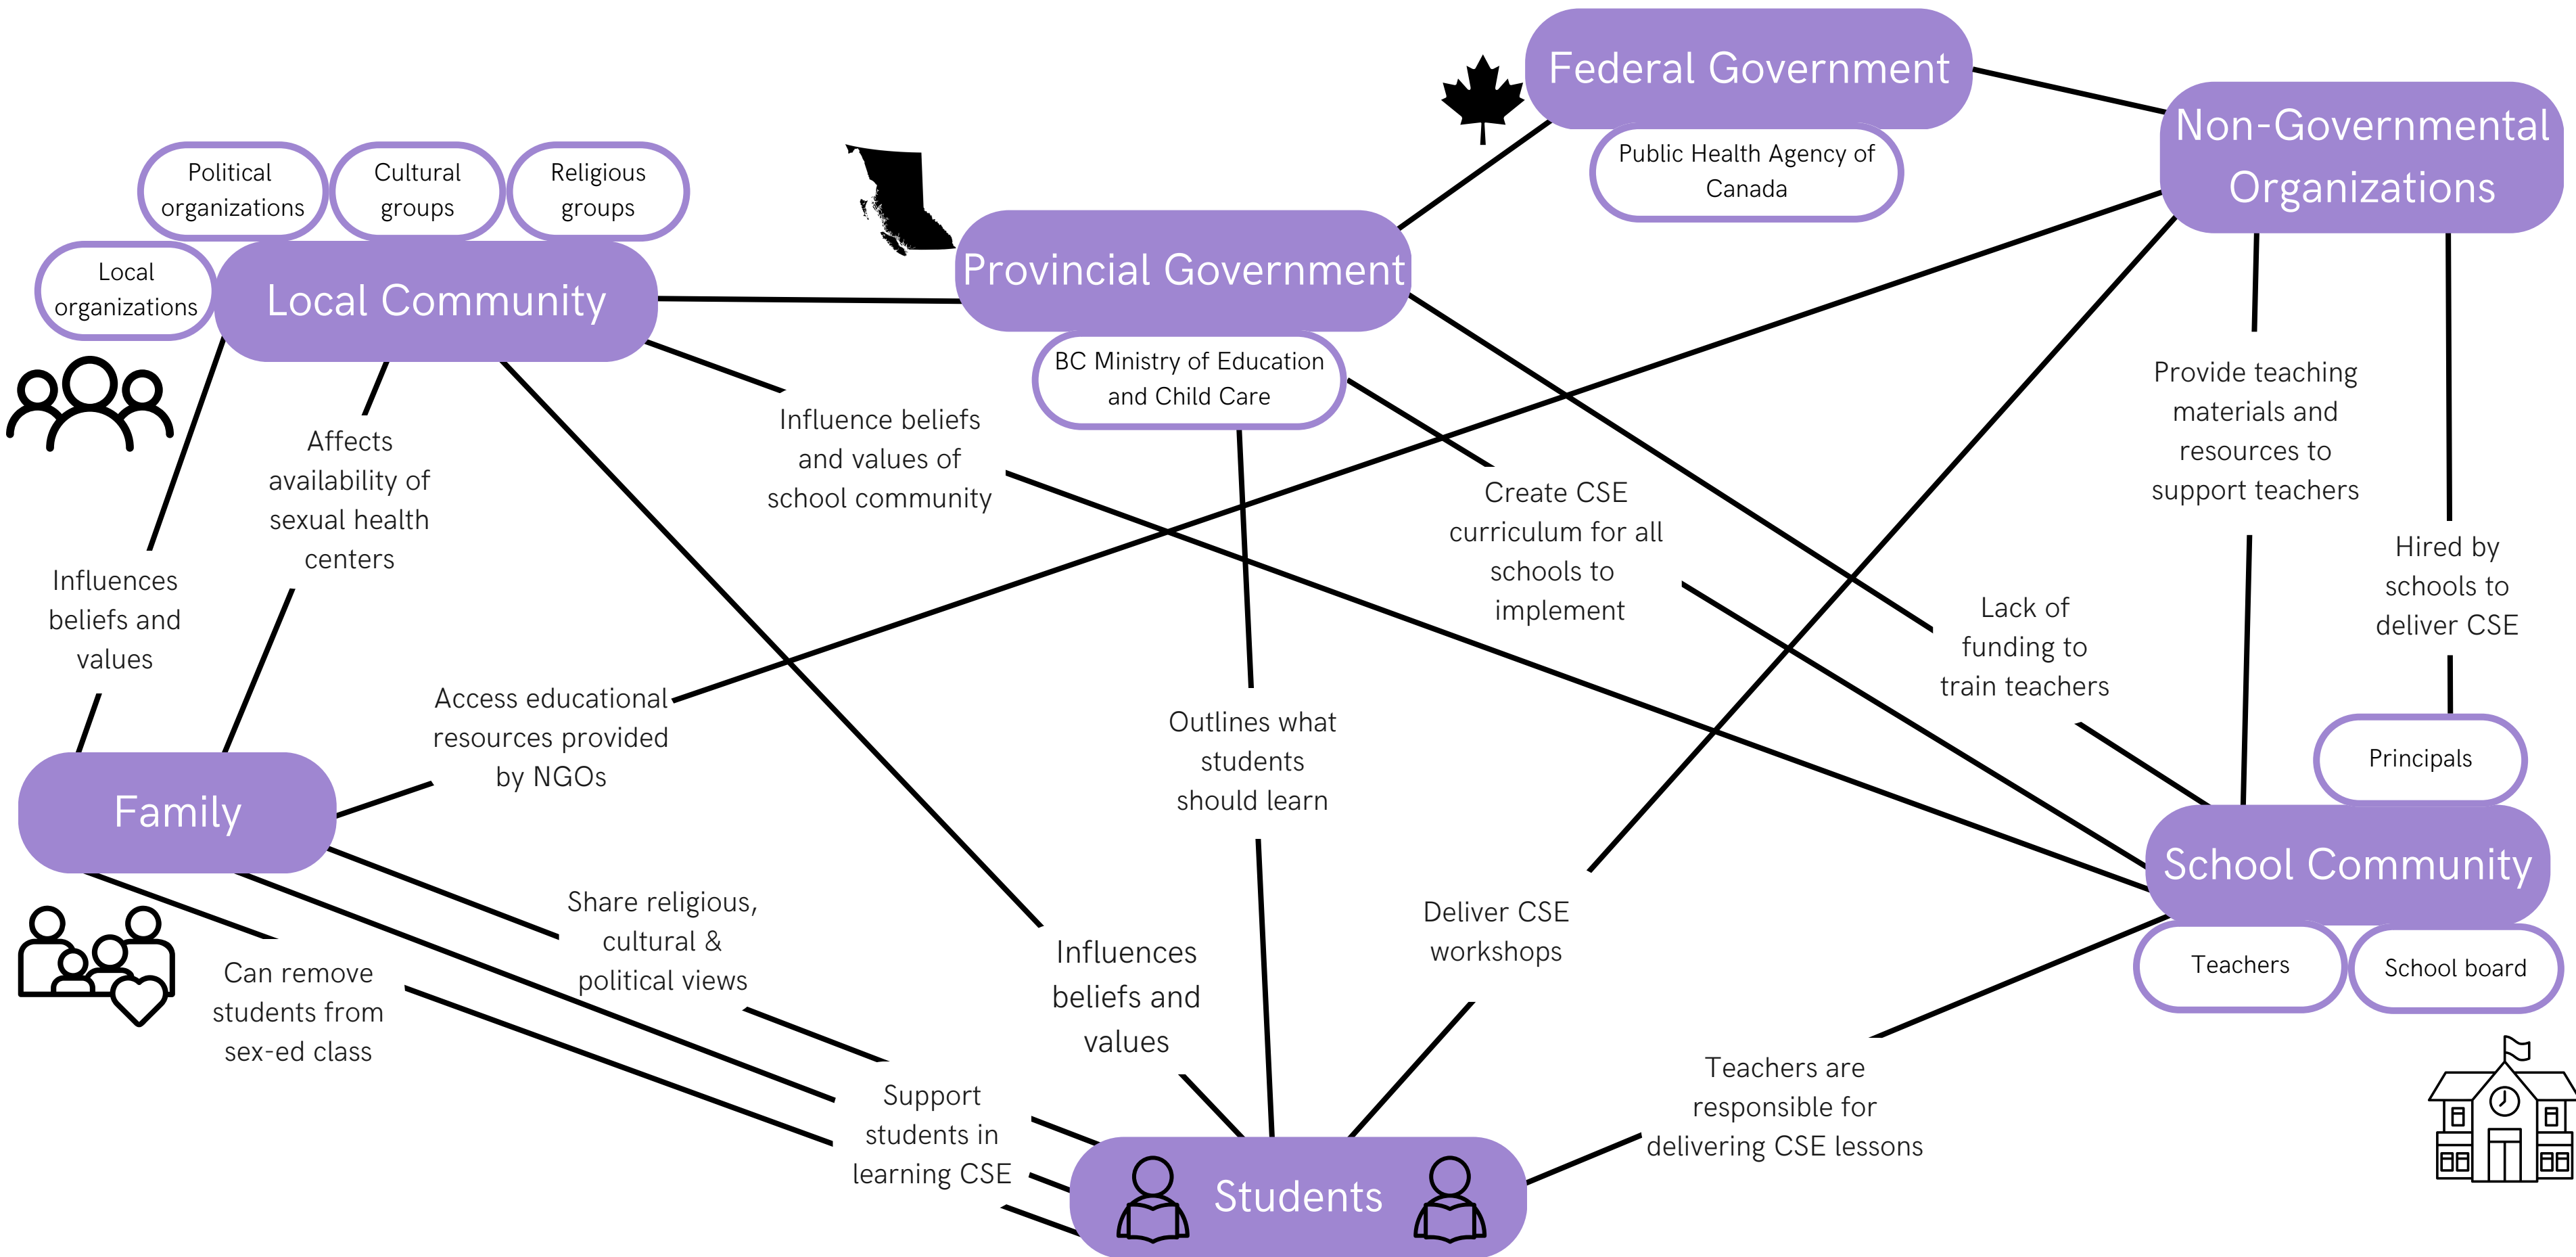 Federal Government
Public Health Agency of
Canada
Non-Governmental
Organizations
Political
organizations
Cultural
groups
Religious
groups
Local
organizations
Local Community
Provincial Government
BC Ministry of Education
and Child Care
Influence beliefs
and values of
school community
Affects
availability of
sexual health
centers
Influences
beliefs and
values
Create CSE
curriculum for all
schools to
implement
Provide teaching
materials and
resources to
support teachers
Hired by
schools to
deliver CSE
Lack of
funding to
train teachers
Access educational
resources provided
by NGOs
Outlines what
students
should learn
Principals
Family
School Community
Teachers
School board
Share religious,
cultural &
political views
Can remove
students from
sex-ed class
Influences
beliefs and
values
Deliver CSE
workshops
Support
students in
learning CSE
Teachers are
responsible for
delivering CSE lessons
Students